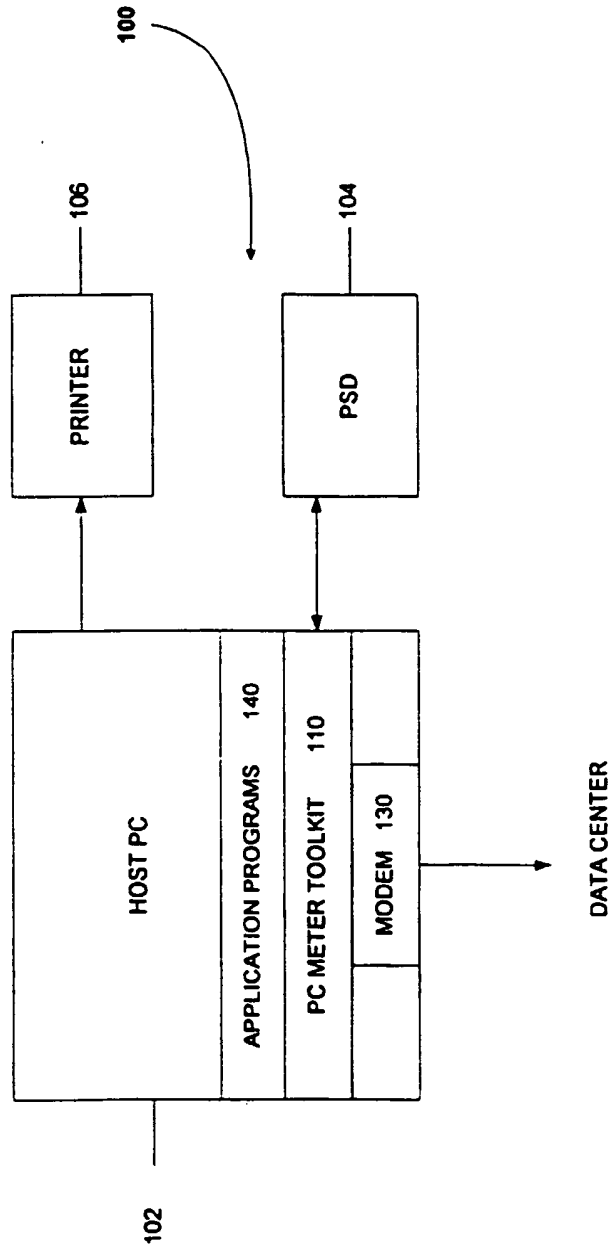 100
106
104
PRINTER
PSD
HOST PC
APPLICATION PROGRAMS 140
PC METER TOOLKIT 110
MODEM 130
DATA CENTER
102